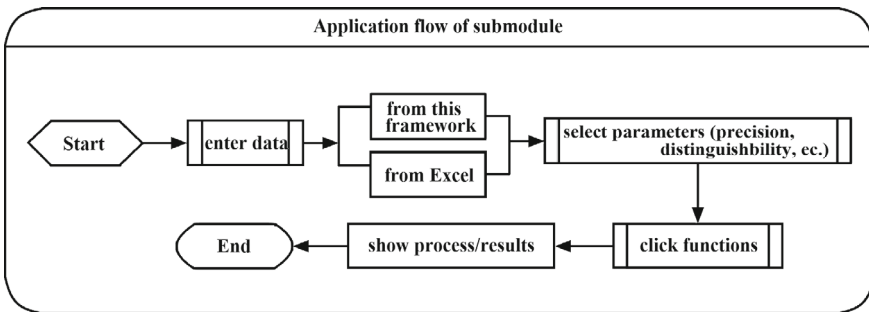 Application flow of submodule
Start
enter data
from this
framework
from Excel
select parameters (precision,
distinguishbility, ec.)
click functions
show process/results
End